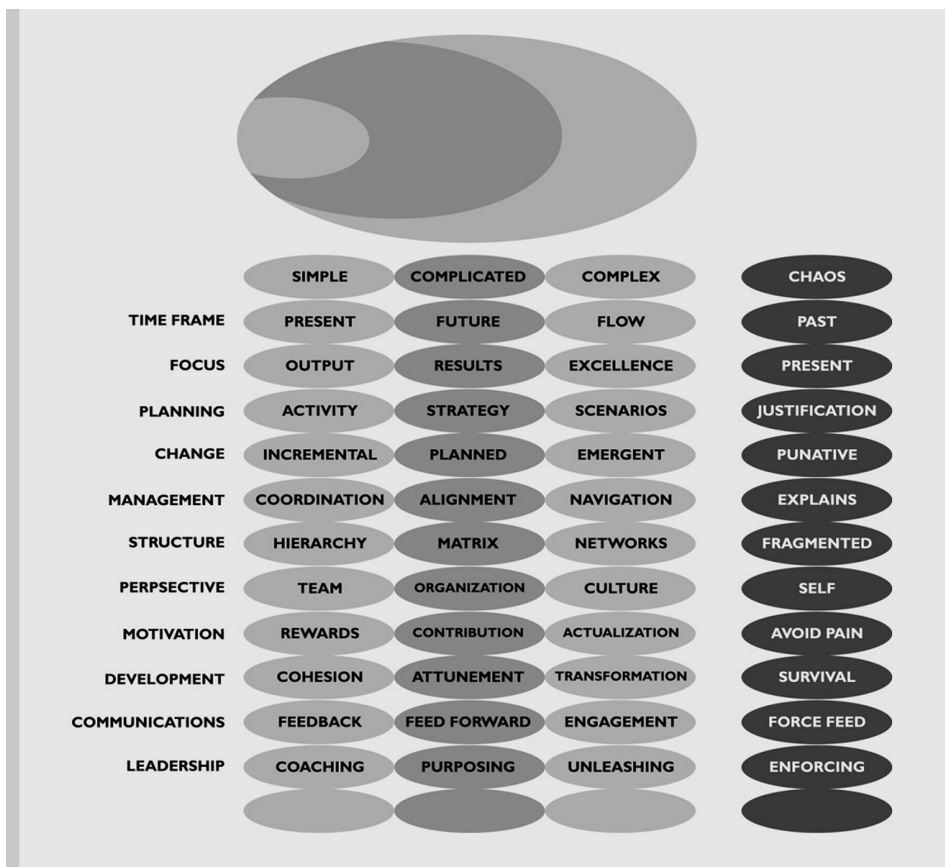 SIMPLE COMPLICATED COMPLEX CHAOS
TIME FRAME PRESENT FUTURE FLOW PAST
FOCUS OUTPUT RESULTS EXCELLENCE PRESENT
PLANNING ACTIVITY STRATEGY SCENARIOS JUSTIFICATION
CHANGE INCREMENTAL PLANNED EMERGENT PUNATIVE
MANAGEMENT COORDINATION ALIGNMENT NAVIGATION EXPLAINS
STRUCTURE HIERARCHY MATRIX NETWORKS FRAGMENTED
PERPSECTIVE TEAM ORGANIZATION CULTURE SELF
MOTIVATION REWARDS CONTRIBUTION ACTUALIZATION AVOID PAIN
DEVELOPMENT COHESION ATTUNEMENT TRANSFORMATION SURVIVAL
COMMUNICATIONS FEEDBACK FEED FORWARD ENGAGEMENT FORCE FEED
LEADERSHIP COACHING PURPOSING UNLEASHING ENFORCING